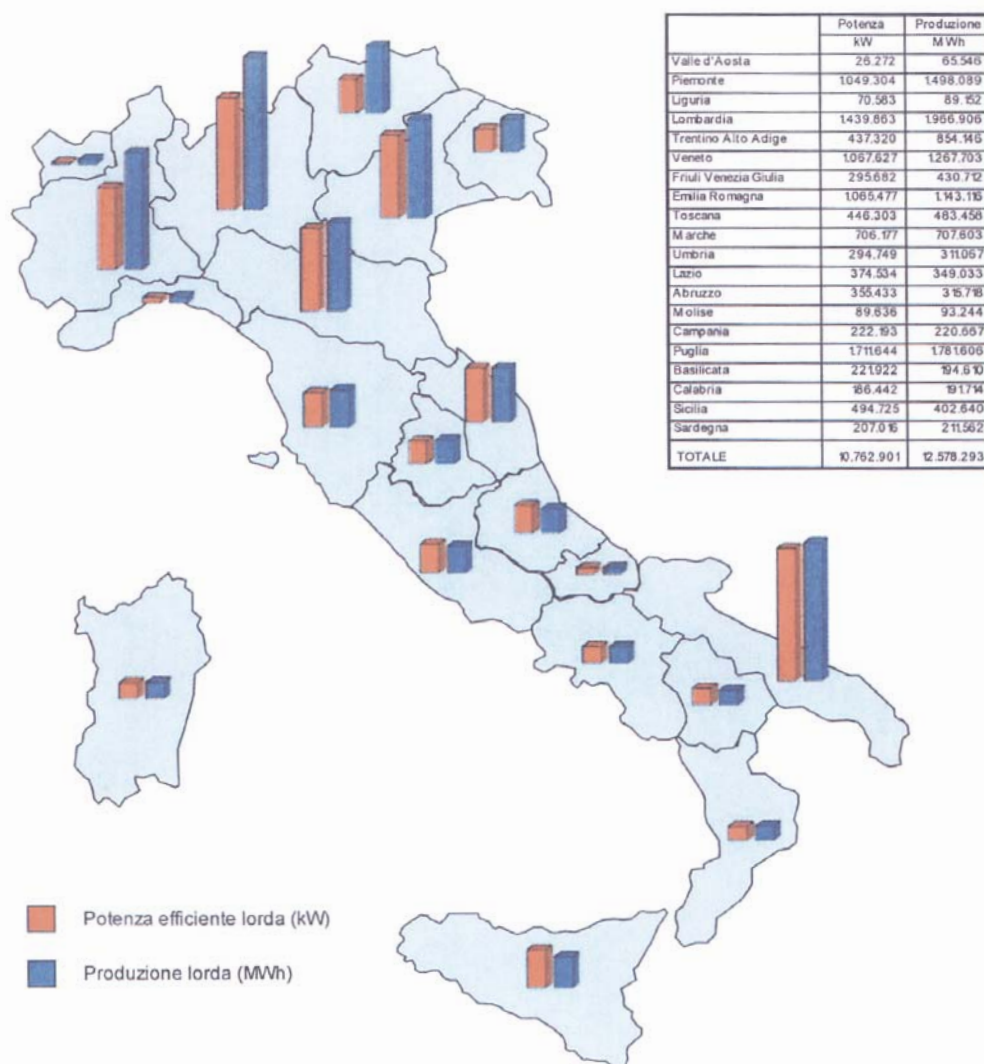 Potenza Produzione
kW MWh
Valle d'Aosta 26.272 65.546
Piemonte 1.049.304 1.498.089
Liguria 70.583 89.152
Lombardia 1.439.863 1.966.906
Trentino Alto Adige 437.320 854.146
Veneto 1.067.627 1.267.703
Friuli Venezia Giulia 295.682 430.712
Emilia Romagna 1.065.477 1.143.116
Toscana 446.303 483.458
Marche 706.177 707.603
Umbria 294.749 311.067
Lazio 374.534 349.033
Abruzzo 355.433 315.718
Molise 89.636 93.244
Campania 222.193 220.667
Puglia 1.711.644 1.781.606
Basilicata 221.922 194.610
Calabria 186.442 191.714
Sicilia 494.725 402.640
Sardegna 207.016 211.562
TOTALE 10.762.901 12.578.293
Potenza efficiente lorda (kW)
Produzione lorda (MWh)